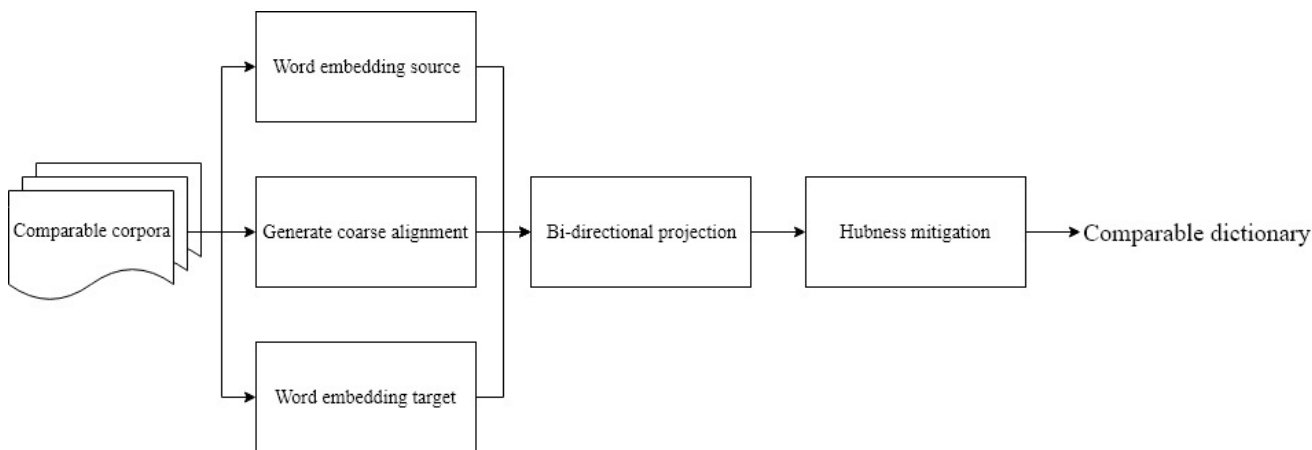 Word embedding source
Comparable corpora
Generate coarse alignment
Bi-directional projection
Hubness mitigation
Comparable dictionary
Word embedding target